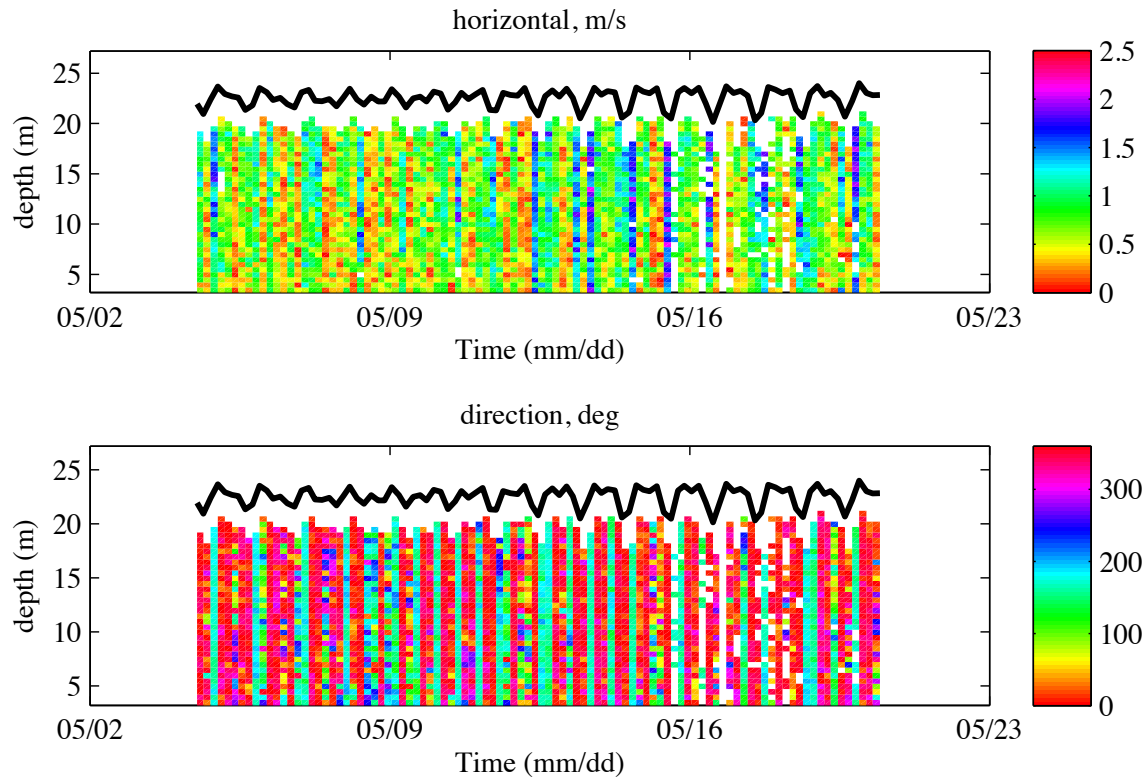 horizontal, m/s
25
20
15
10
5
depth (m)
05/02 05/09 05/16 05/23
Time (mm/dd)
2.5
2
1.5
1
0.5
0
direction, deg
25
20
15
10
5
depth (m)
05/02 05/09 05/16 05/23
Time (mm/dd)
300
200
100
0